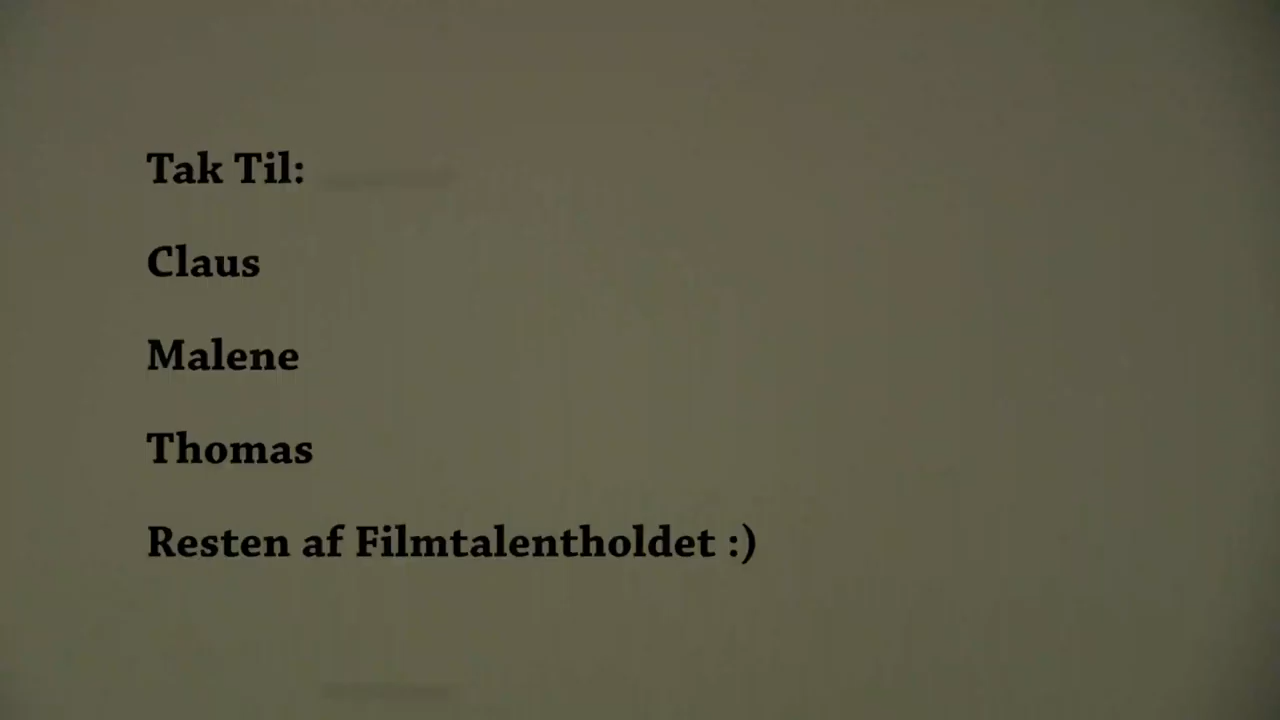 Tak Til:
Claus
Malene
Thomas
Resten af Filmtalentholdet :)